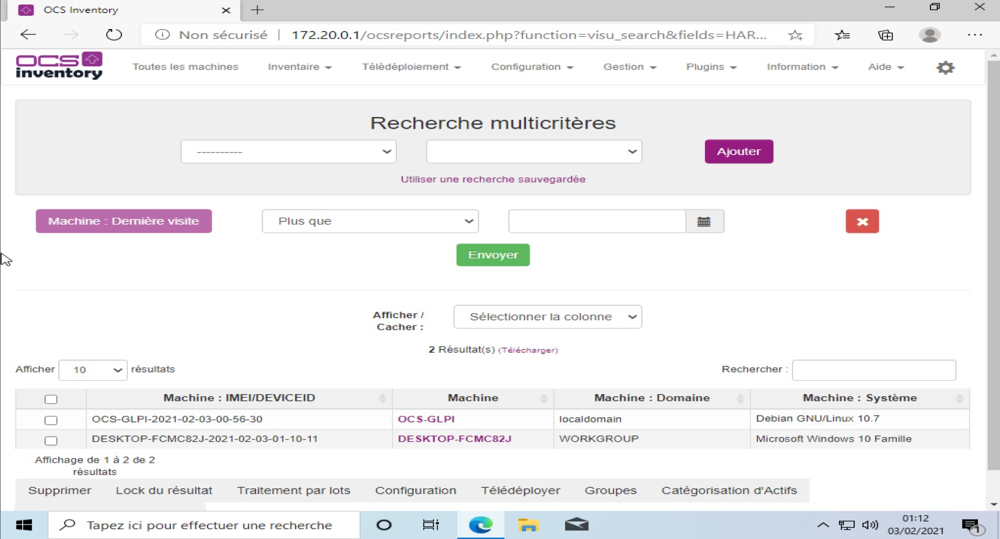 OCS Inventory
Non sécurisé | 172.20.0.1/ocsreports/index.php?function=visu_search&fields=HAR...
OCS inventory
Toutes les machines Inventaire Télédéploiement Configuration Gestion Plugins Information Aide
Recherche multicritères
---------- Ajouter
Utiliser une recherche sauvegardée
Machine : Dernière visite Plus que
Envoyer
Afficher / Cacher : Sélectionner la colonne
2 Résultat(s) (Télécharger)
Afficher 10 résultats Rechercher :
Machine : IMEI/DEVICEID Machine Machine : Domaine Machine : Système
OCS-GLPI-2021-02-03-00-56-30 OCS-GLPI localdomain Debian GNU/Linux 10.7
DESKTOP-FCMC82J-2021-02-03-01-10-11 DESKTOP-FCMC82J WORKGROUP Microsoft Windows 10 Famille
Affichage de 1 à 2 de 2
résultats
Supprimer Lock du résultat Traitement par lots Configuration Télédéployer Groupes Catégorisation d'Actifs
Tapez ici pour effectuer une recherche
01:12
03/02/2021
1